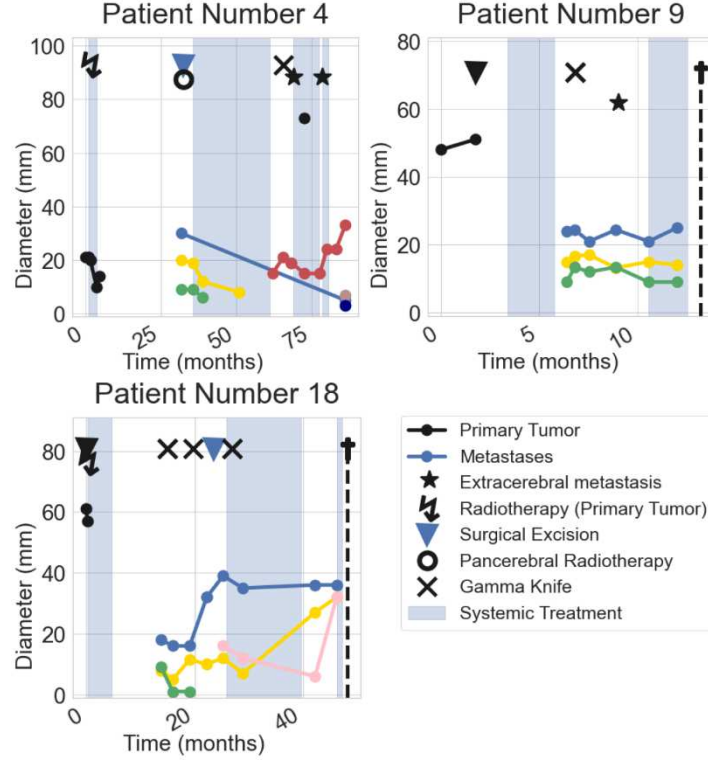 Patient Number 4
100
80
60
40
20
0
Diameter (mm)
0
25
50
75
Time (months)
Patient Number 9
80
60
40
20
0
Diameter (mm)
0
5
10
Time (months)
Patient Number 18
80
60
40
20
0
Diameter (mm)
0
20
40
Time (months)
Primary Tumor
Metastases
Extracerebral metastasis
Radiotherapy (Primary Tumor)
Surgical Excision
Pancerebral Radiotherapy
Gamma Knife
Systemic Treatment